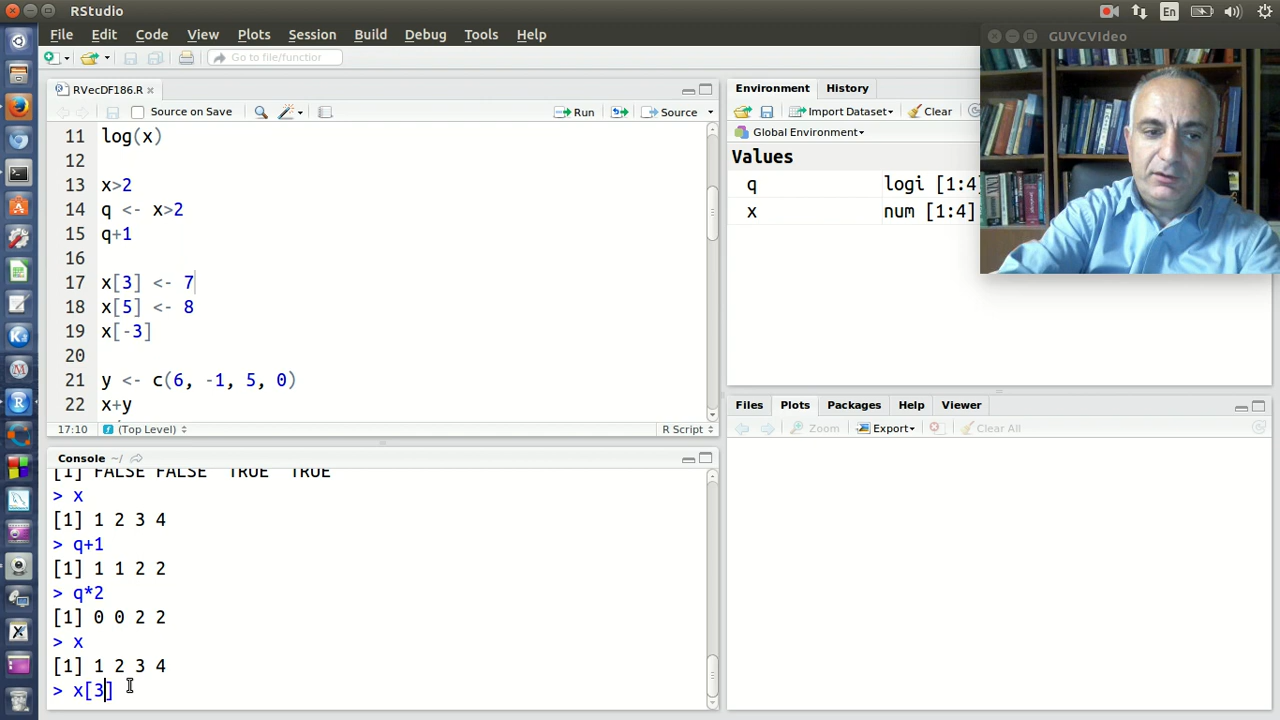 RStudio
En
File Edit Code View Plots Session Build Debug Tools Help
Go to file/function
GUVCVideo
RVecDF186.R
Source on Save
Run
Source
11 log(x)
12
13 x>2
14 q <- x>2
15 q+1
16
17 x[3] <- 7
18 x[5] <- 8
19 x[-3]
20
21 y <- c(6, -1, 5, 0)
22 x+y
17:10 (Top Level) R Script
Console ~/
[1] FALSE FALSE TRUE TRUE
> x
[1] 1 2 3 4
> q+1
[1] 1 1 2 2
> q*2
[1] 0 0 2 2
> x
[1] 1 2 3 4
> x[3]
Environment History
Import Dataset Clear
Global Environment
Values
q logi [1:4]
x num [1:4]
Files Plots Packages Help Viewer
Zoom Export Clear All